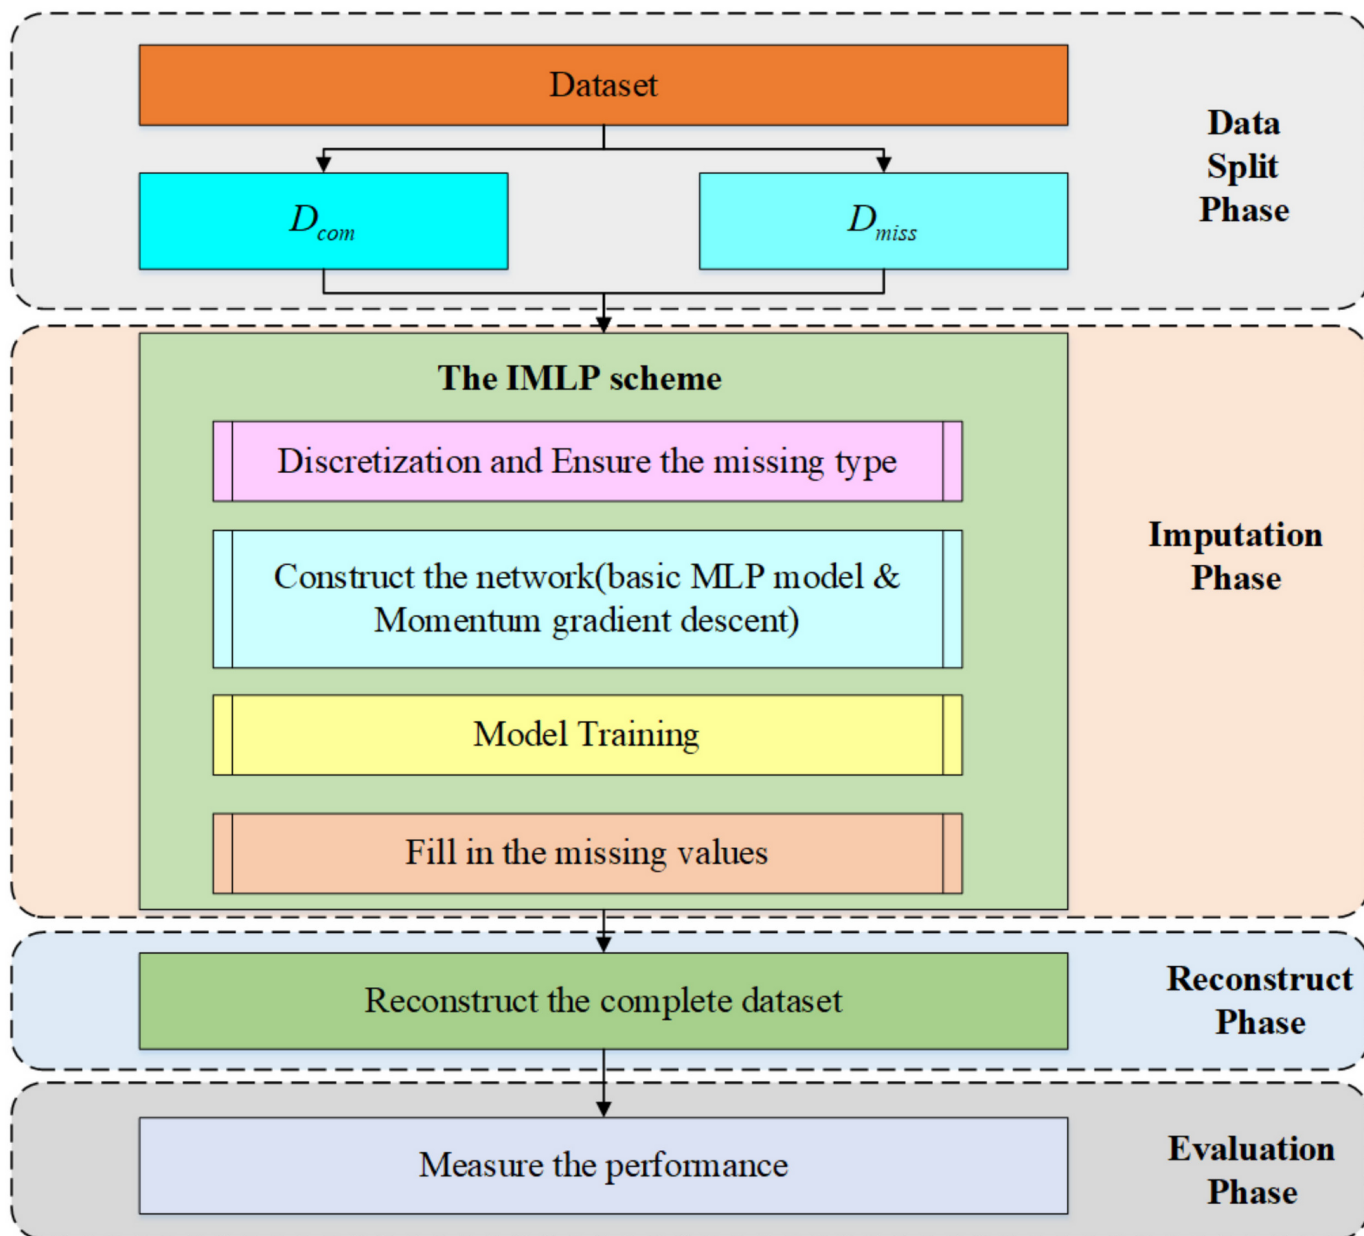 Dataset
Data
Split
Phase
D_com
D_miss
The IMLP scheme
Discretization and Ensure the missing type
Construct the network(basic MLP model &
Momentum gradient descent)
Imputation
Phase
Model Training
Fill in the missing values
Reconstruct the complete dataset
Reconstruct
Phase
Measure the performance
Evaluation
Phase